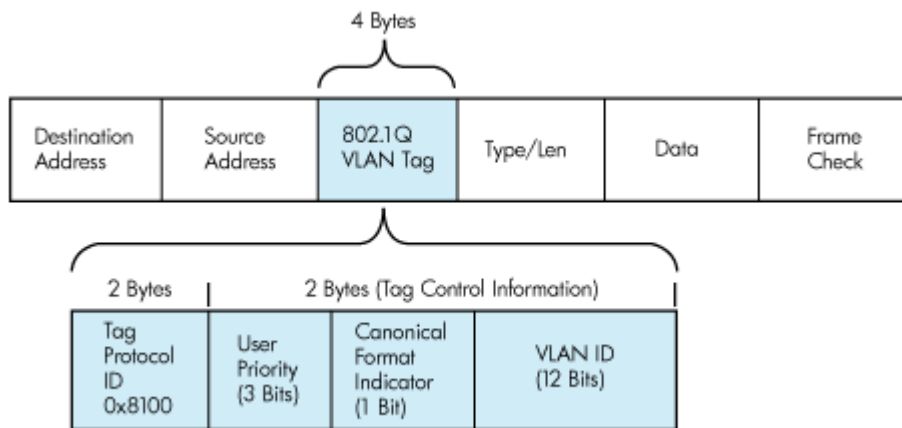 4 Bytes
Destination
Address
Source
Address
802.1Q
VLAN Tag
Type/Len
Data
Frame
Check
2 Bytes
2 Bytes (Tag Control Information)
Tag
Protocol
ID
0x8100
User
Priority
(3 Bits)
Canonical
Format
Indicator
(1 Bit)
VLAN ID
(12 Bits)